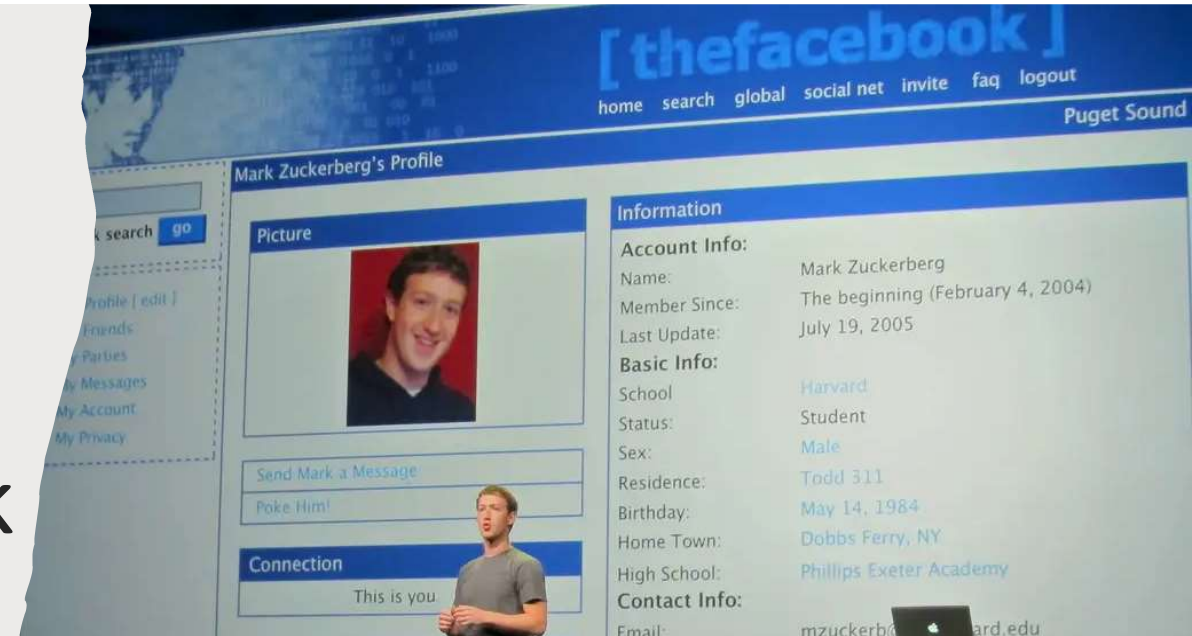 [ thefacebook ]
home search global social net invite faq logout
Puget Sound
Mark Zuckerberg's Profile
search go
Picture
Profile [ edit ]
Friends
Parties
My Messages
My Account
My Privacy
Send Mark a Message
Poke Him!
Connection
This is you
Information
Account Info:
Name: Mark Zuckerberg
Member Since: The beginning (February 4, 2004)
Last Update: July 19, 2005
Basic Info:
School Harvard
Status: Student
Sex: Male
Residence: Todd 311
Birthday: May 14, 1984
Home Town: Dobbs Ferry, NY
High School: Phillips Exeter Academy
Contact Info:
Email: